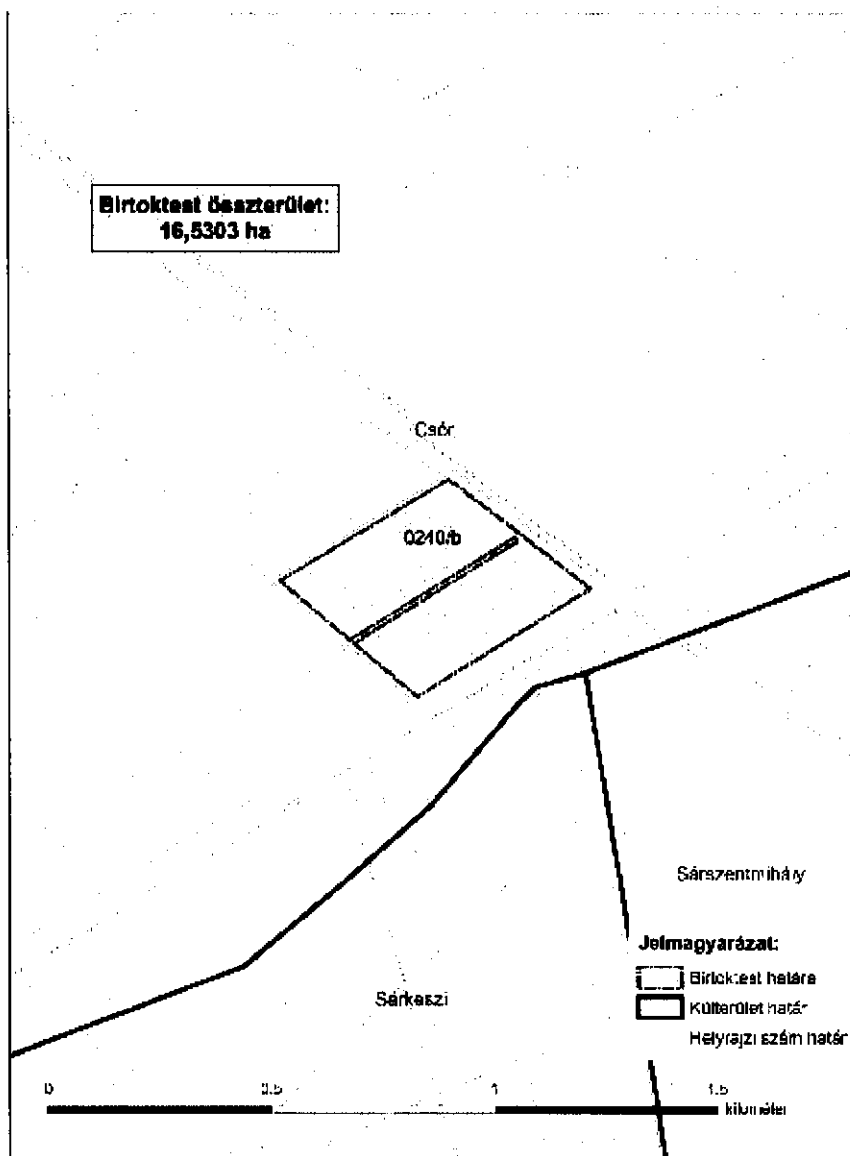 Birtoktest összterület:
16,5303 ha
Csór
0240/b
Sárszentmihály
Jelmagyarázat:
Birtoktest határa
Külterület határ
Helyrajzi szám határ
Sárkeszi
0 0.5 1 1.5
kilométer